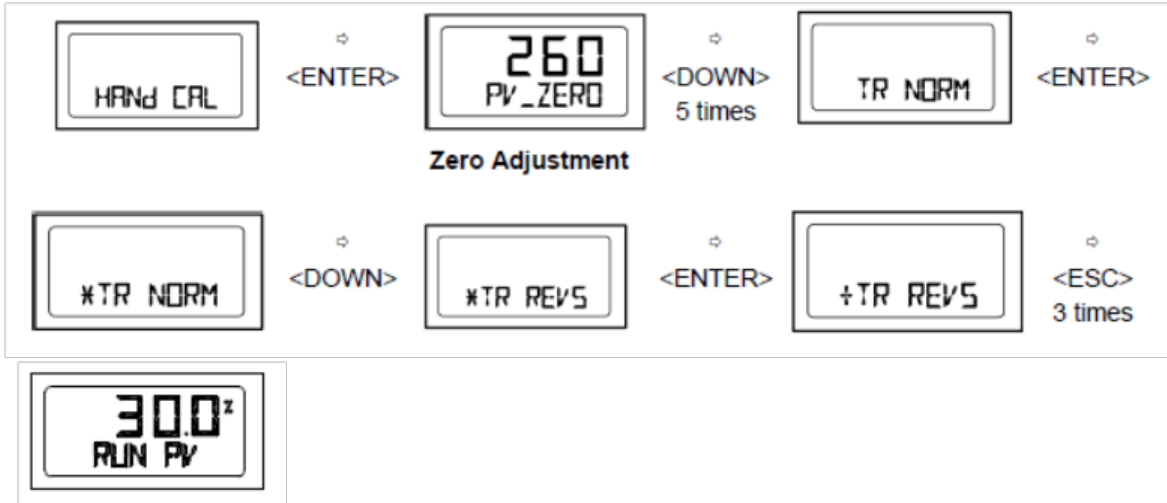 HANd CAL
⇨
<ENTER>
260
PV_ZERO
Zero Adjustment
⇨
<DOWN>
5 times
TR NORM
⇨
<ENTER>
*TR NORM
⇨
<DOWN>
*TR REVS
⇨
<ENTER>
÷TR REVS
⇨
<ESC>
3 times
30.0%
RUN PV